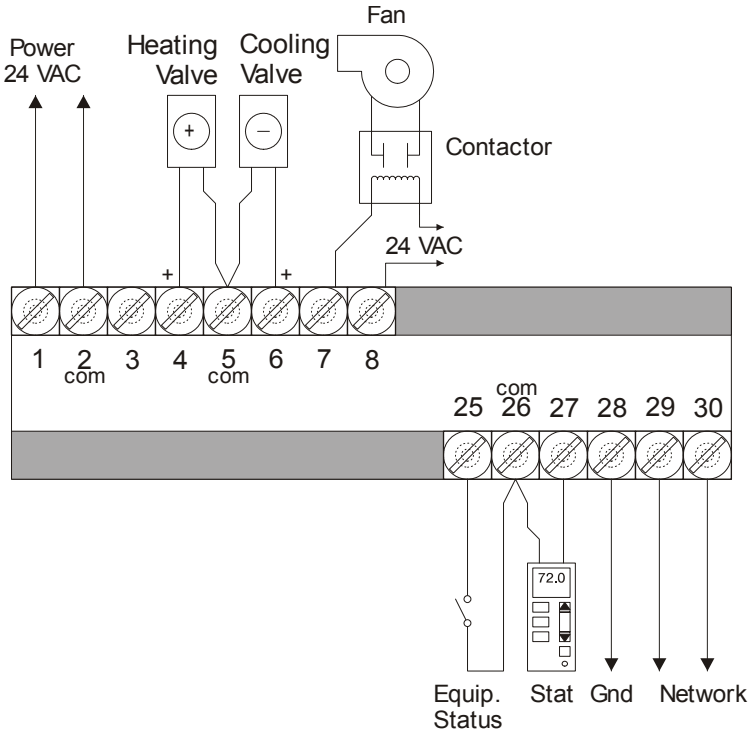 Fan
Power
24 VAC
Heating
Valve
Cooling
Valve
+
−
Contactor
24 VAC
+
+
1 2 3 4 5 6 7 8
com com
com
25 26 27 28 29 30
72.0
Equip.
Status
Stat
Gnd
Network